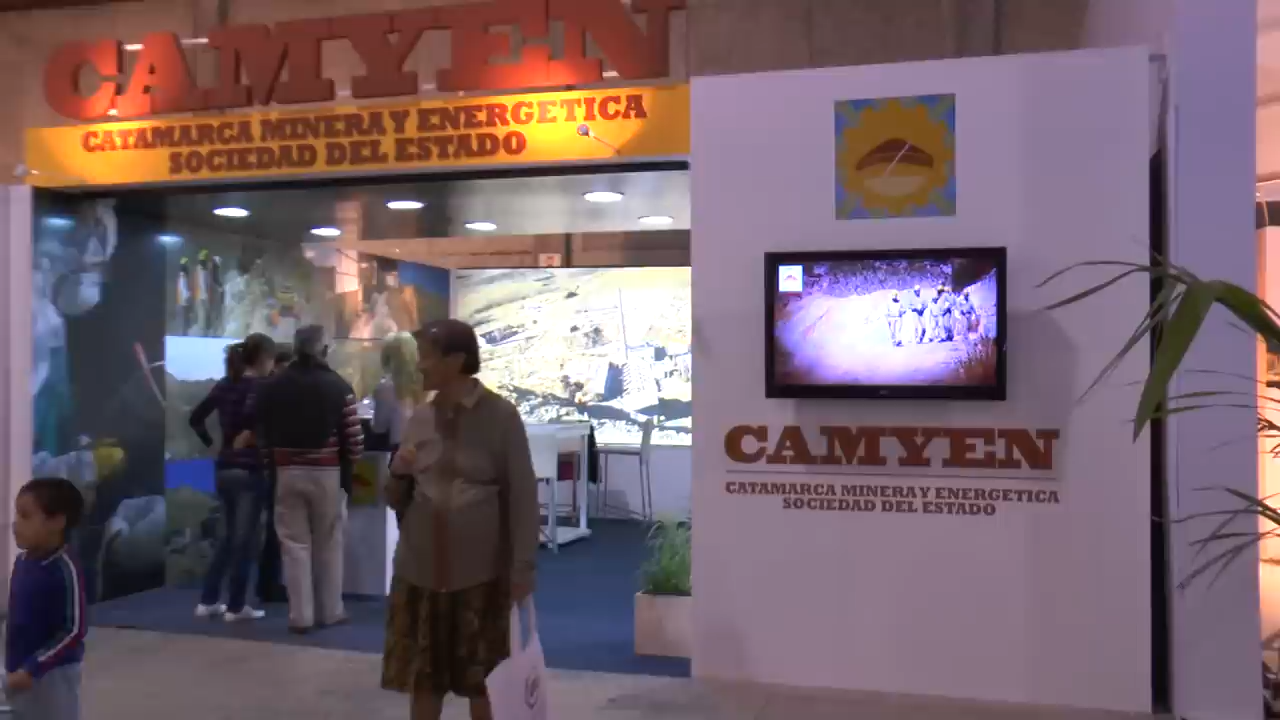 CAMYEN
CATAMARCA MINERA Y ENERGETICA
SOCIEDAD DEL ESTADO
CAMYEN
CATAMARCA MINERA Y ENERGETICA
SOCIEDAD DEL ESTADO